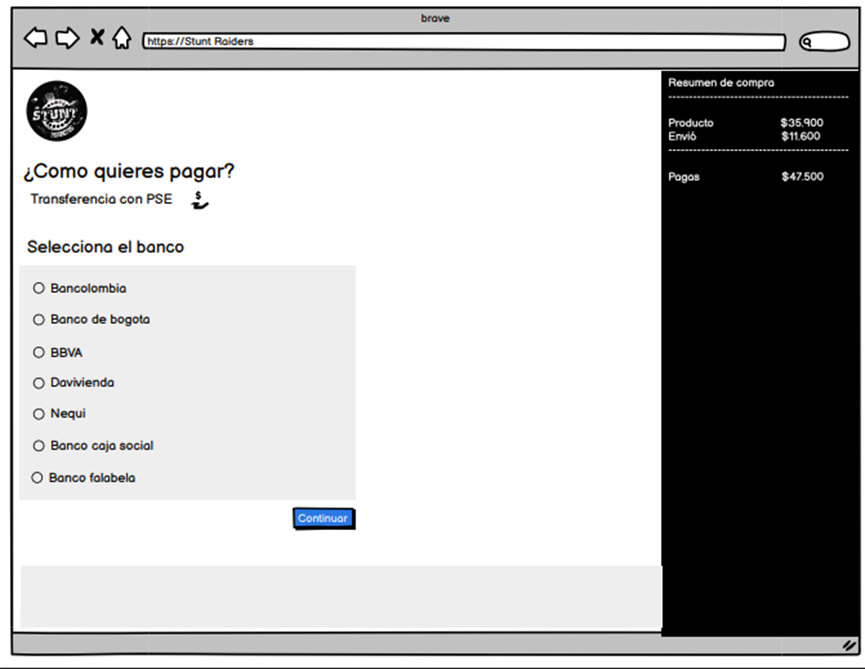 brave
https://Stunt Raiders
STUNT
¿Como quieres pagar?
Transferencia con PSE
Selecciona el banco
Bancolombia
Banco de bogota
BBVA
Davivienda
Nequi
Banco caja social
Banco falabela
Continuar
Resumen de compra
Producto $35.900
Envió $11.600
Pagas $47.500